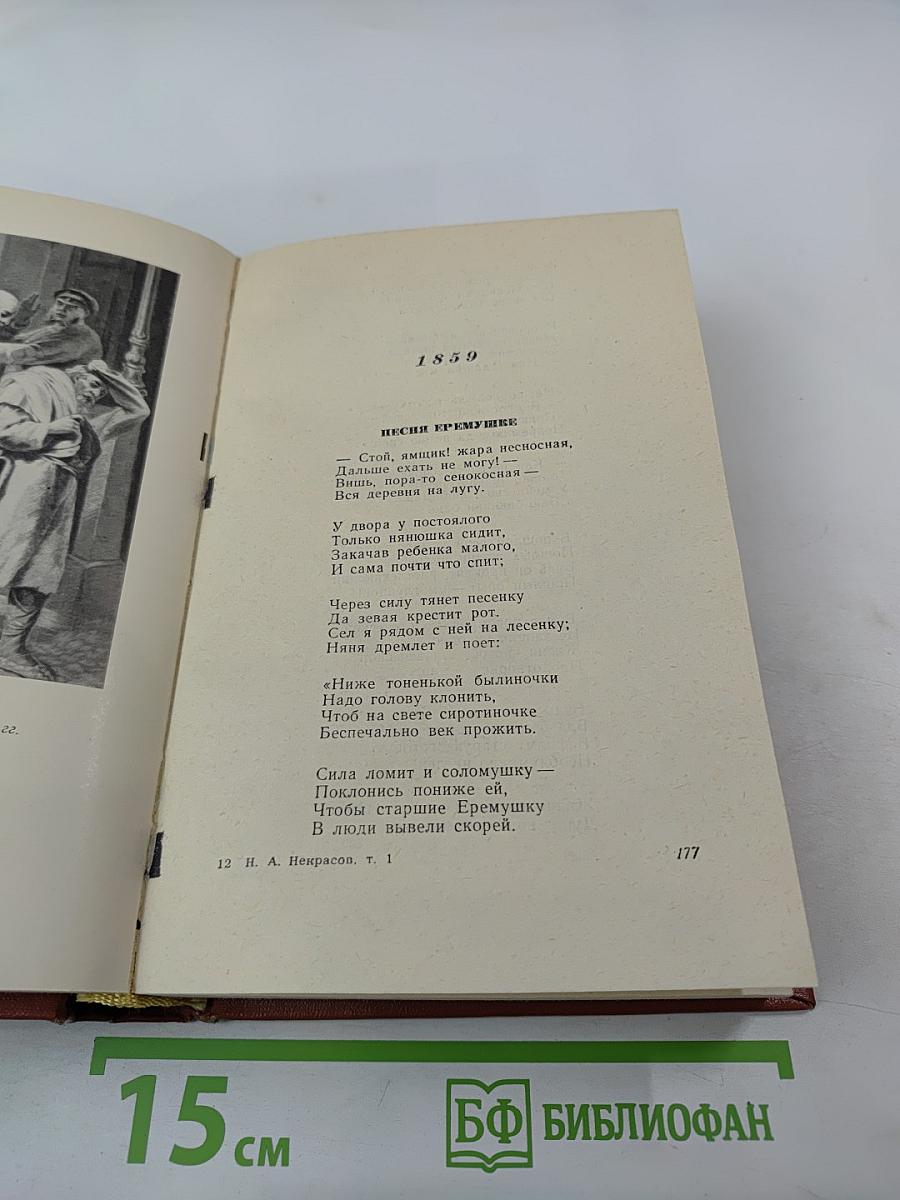 гг.
1859
ПЕСНЯ ЕРЕМУШКЕ
— Стой, ямщик! жара несносная,
Дальше ехать не могу! —
Вишь, пора-то сенокосная —
Вся деревня на лугу.
У двора у постоялого
Только нянюшка сидит,
Закачав ребенка малого,
И сама почти что спит;
Через силу тянет песенку
Да зевая крестит рот.
Сел я рядом с ней на лесенку;
Няня дремлет и поет:
«Ниже тоненькой былиночки
Надо голову клонить,
Чтоб на свете сиротиночке
Беспечально век прожить.
Сила ломит и соломушку —
Поклонись пониже ей,
Чтобы старшие Еремушку
В люди вывели скорей.
12 Н. А. Некрасов, т. 1
177
15 см
БФ БИБЛИОФАН